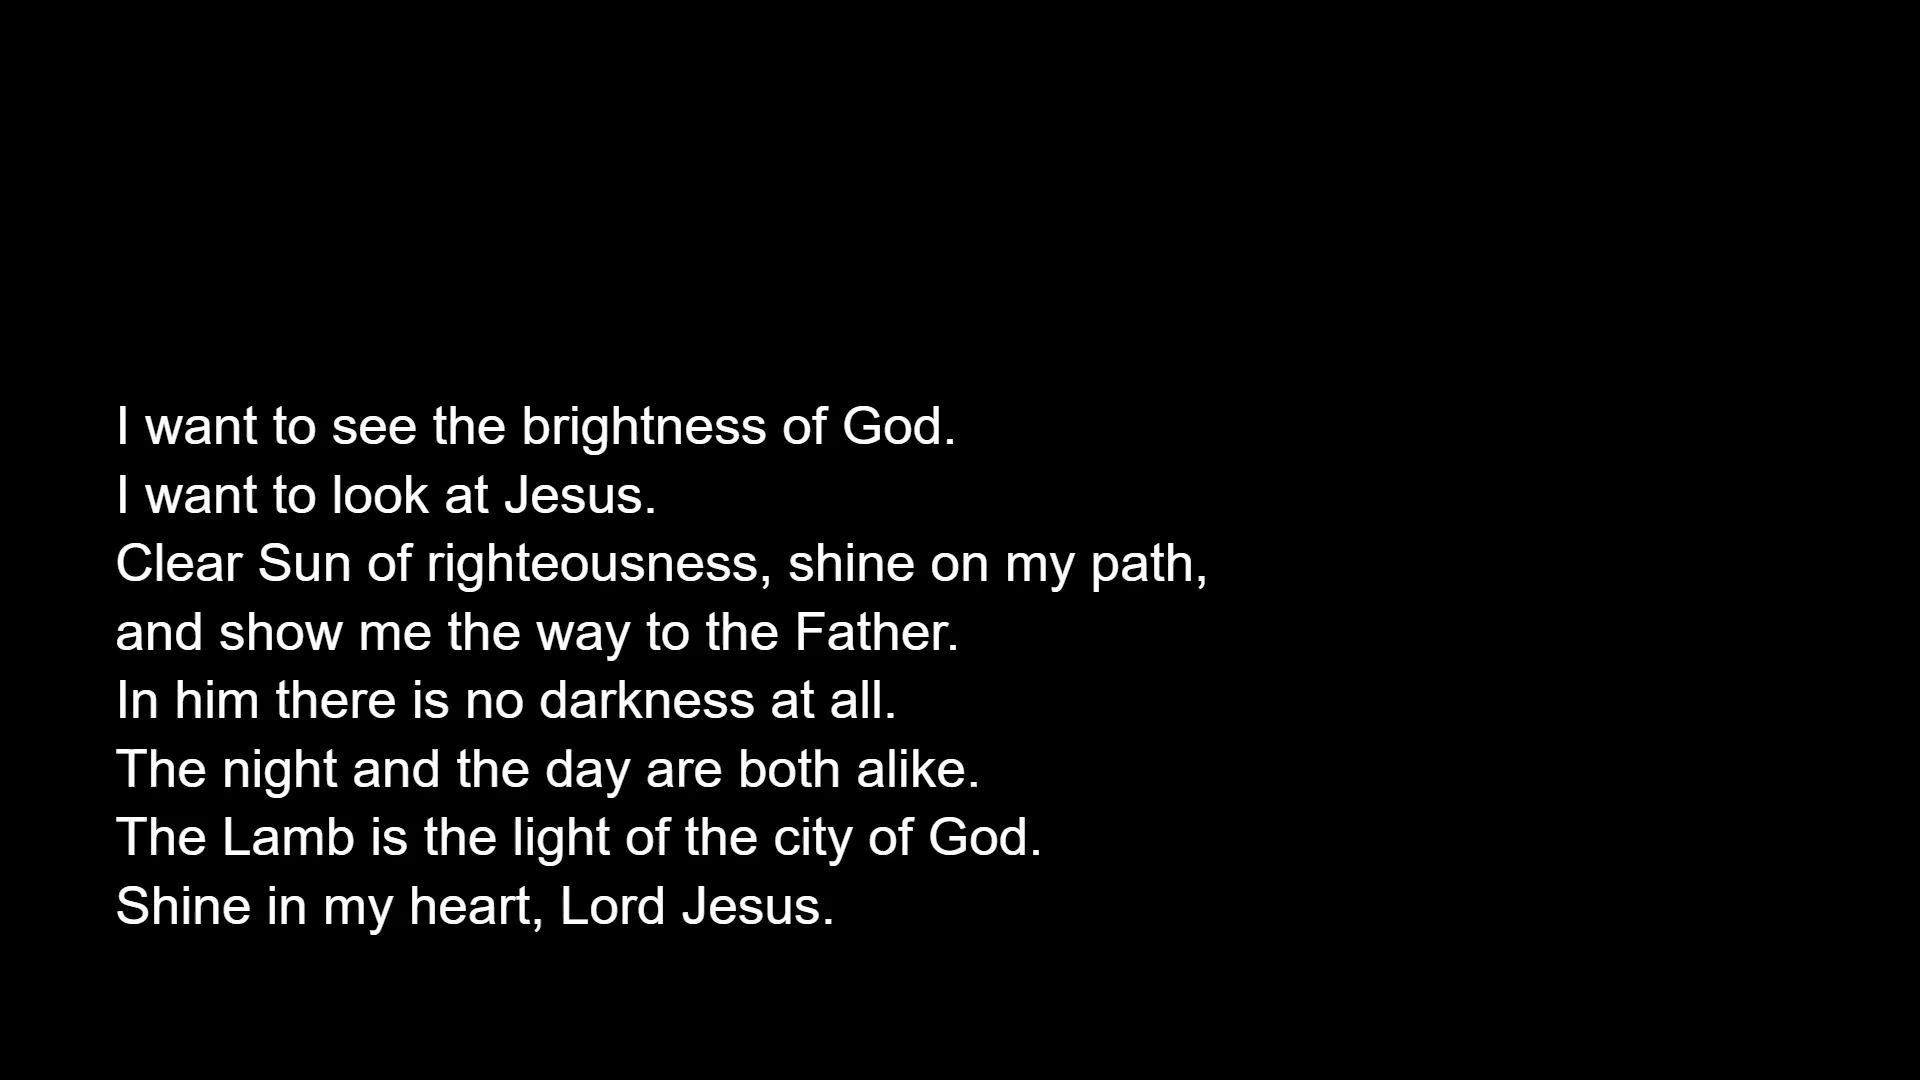 I want to see the brightness of God.
I want to look at Jesus.
Clear Sun of righteousness, shine on my path,
and show me the way to the Father.
In him there is no darkness at all.
The night and the day are both alike.
The Lamb is the light of the city of God.
Shine in my heart, Lord Jesus.